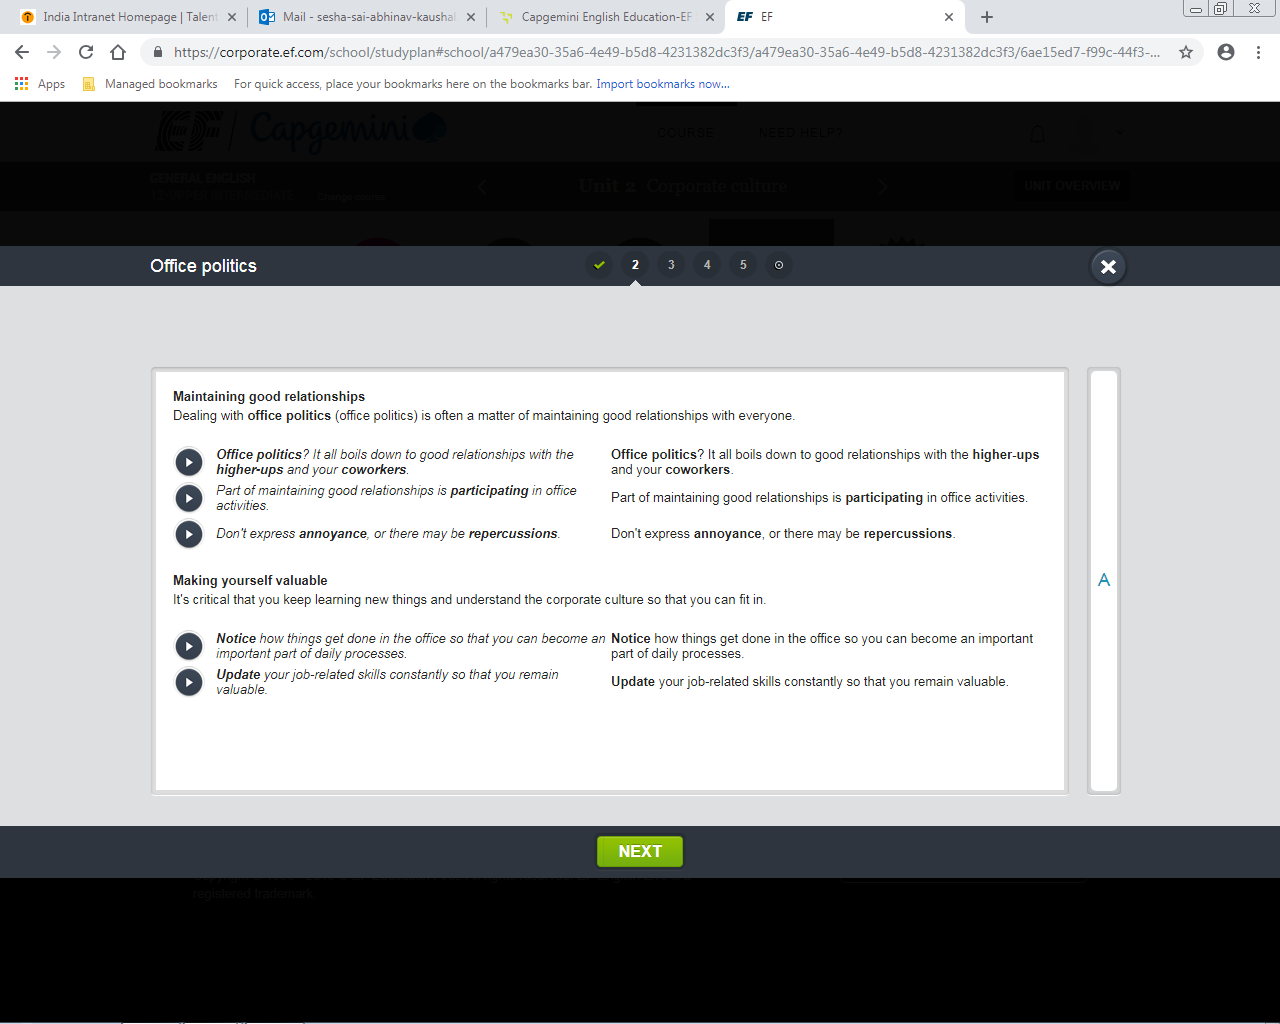 India Intranet Homepage | Talent
Mail - sesha-sai-abhinav-kaushal
Capgemini English Education-EF
EF EF
https://corporate.ef.com/school/studyplan#school/a479ea30-35a6-4e49-b5d8-4231382dc3f3/a479ea30-35a6-4e49-b5d8-4231382dc3f3/6ae15ed7-f99c-44f3-...
Apps Managed bookmarks For quick access, place your bookmarks here on the bookmarks bar. Import bookmarks now...
EF Capgemini COURSE NEED HELP?
GENERAL ENGLISH
Change course
Unit 2 Corporate culture
UNIT OVERVIEW
Office politics
2 3 4 5
Maintaining good relationships
Dealing with office politics (office politics) is often a matter of maintaining good relationships with everyone.
Office politics? It all boils down to good relationships with the
higher-ups and your coworkers.
Office politics? It all boils down to good relationships with the higher-ups
and your coworkers.
Part of maintaining good relationships is participating in office
activities.
Part of maintaining good relationships is participating in office activities.
Don't express annoyance, or there may be repercussions.
Don't express annoyance, or there may be repercussions.
Making yourself valuable
It's critical that you keep learning new things and understand the corporate culture so that you can fit in.
Notice how things get done in the office so that you can become an
important part of daily processes.
Notice how things get done in the office so you can become an important
part of daily processes.
Update your job-related skills constantly so that you remain
valuable.
Update your job-related skills constantly so that you remain valuable.
A
NEXT
registered trademark